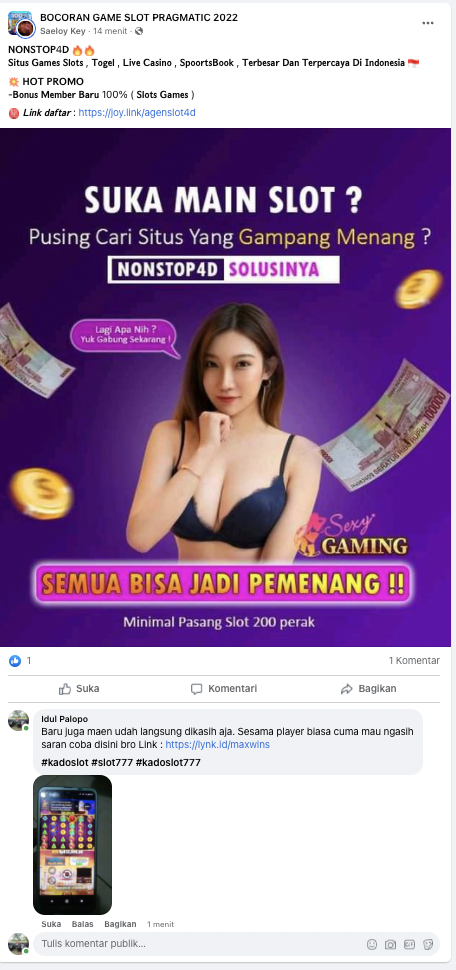 BOCORAN GAME SLOT PRAGMATIC 2022
Saeloy Key · 14 menit ·
NONSTOP4D 🔥🔥
Situs Games Slots , Togel , Live Casino , SpoortsBook , Terbesar Dan Terpercaya Di Indonesia 🇮🇩
💥 HOT PROMO
-Bonus Member Baru 100% ( Slots Games )
Link daftar : https://joy.link/agenslot4d
SUKA MAIN SLOT ?
Pusing Cari Situs Yang Gampang Menang ?
NONSTOP4D SOLUSINYA
Lagi Apa Nih ?
Yuk Gabung Sekarang !
100000
Sexy
GAMING
SEMUA BISA JADI PEMENANG !!
Minimal Pasang Slot 200 perak
1
1 Komentar
Suka
Komentari
Bagikan
Idul Palopo
Baru juga maen udah langsung dikasih aja. Sesama player biasa cuma mau ngasih
saran coba disini bro Link : https://lynk.id/maxwins
#kadoslot #slot777 #kadoslot777
Suka Balas Bagikan 1 menit
Tulis komentar publik...